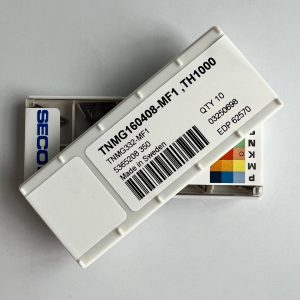 TNMG160408-MF1 ,TH1000
TNMG332-MF1
5365208 350
Made in Sweden
QTY 10
03250698
EDP 62570
SECO
P
M
K
N